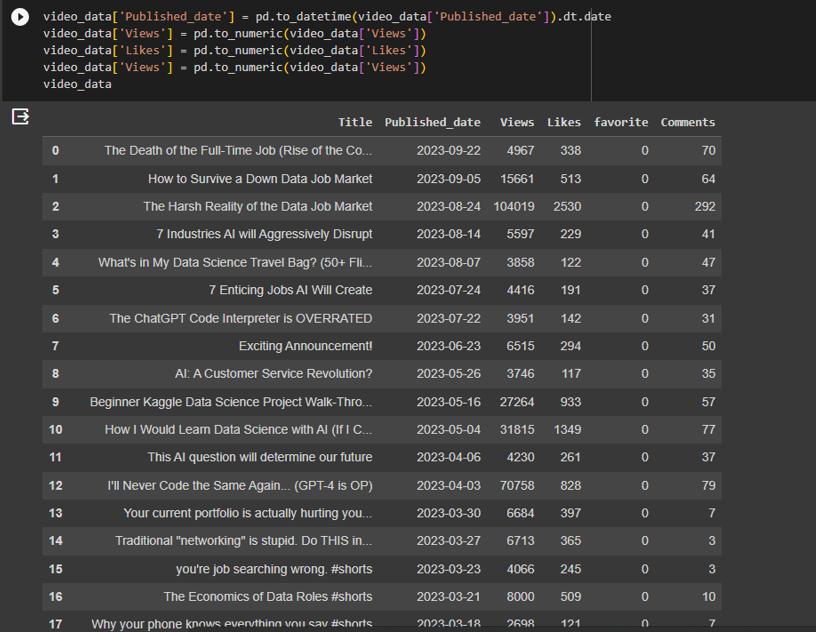 video_data['Published_date'] = pd.to_datetime(video_data['Published_date']).dt.date
video_data['Views'] = pd.to_numeric(video_data['Views'])
video_data['Likes'] = pd.to_numeric(video_data['Likes'])
video_data['Views'] = pd.to_numeric(video_data['Views'])
video_data
Title Published_date Views Likes favorite Comments
0 The Death of the Full-Time Job (Rise of the Co... 2023-09-22 4967 338 0 70
1 How to Survive a Down Data Job Market 2023-09-05 15661 513 0 64
2 The Harsh Reality of the Data Job Market 2023-08-24 104019 2530 0 292
3 7 Industries AI will Aggressively Disrupt 2023-08-14 5597 229 0 41
4 What's in My Data Science Travel Bag? (50+ Fli... 2023-08-07 3858 122 0 47
5 7 Enticing Jobs AI Will Create 2023-07-24 4416 191 0 37
6 The ChatGPT Code Interpreter is OVERRATED 2023-07-22 3951 142 0 31
7 Exciting Announcement! 2023-06-23 6515 294 0 50
8 AI: A Customer Service Revolution? 2023-05-26 3746 117 0 35
9 Beginner Kaggle Data Science Project Walk-Thro... 2023-05-16 27264 933 0 57
10 How I Would Learn Data Science with AI (If I C... 2023-05-04 31815 1349 0 77
11 This AI question will determine our future 2023-04-06 4230 261 0 37
12 I'll Never Code the Same Again... (GPT-4 is OP) 2023-04-03 70758 828 0 79
13 Your current portfolio is actually hurting you... 2023-03-30 6684 397 0 7
14 Traditional "networking" is stupid. Do THIS in... 2023-03-27 6713 365 0 3
15 you're job searching wrong. #shorts 2023-03-23 4066 245 0 3
16 The Economics of Data Roles #shorts 2023-03-21 8000 509 0 10
17 Why your phone knows everything you say #shorts 2023-03-18 2698 121 0 7